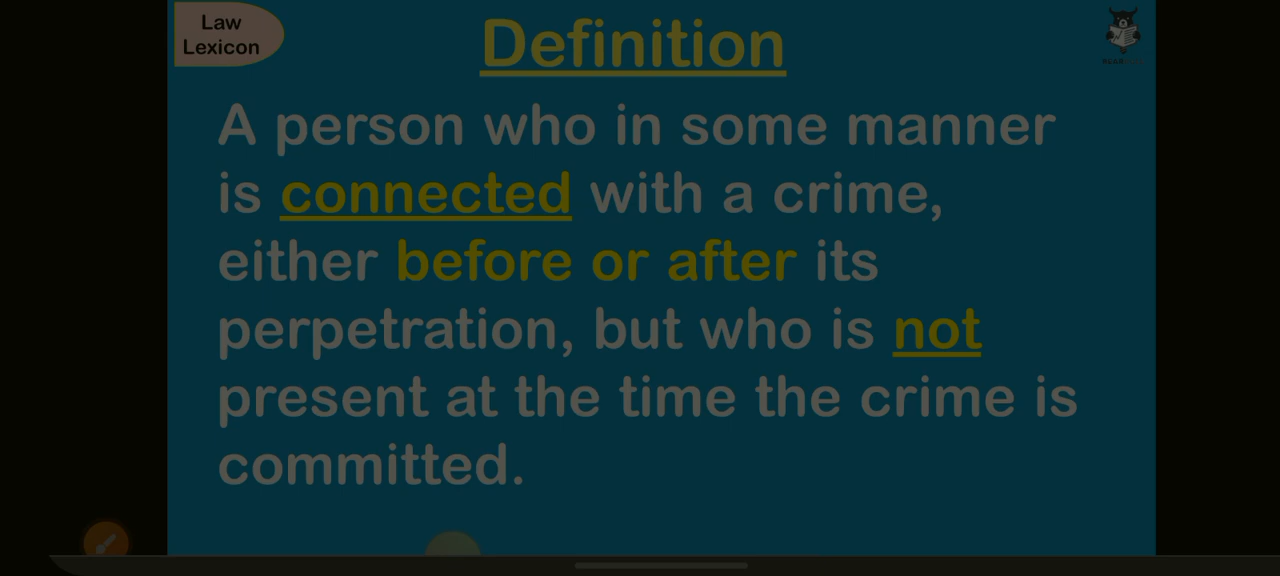 Law
Lexicon
Definition
A person who in some manner
is connected with a crime,
either before or after its
perpetration, but who is not
present at the time the crime is
committed.